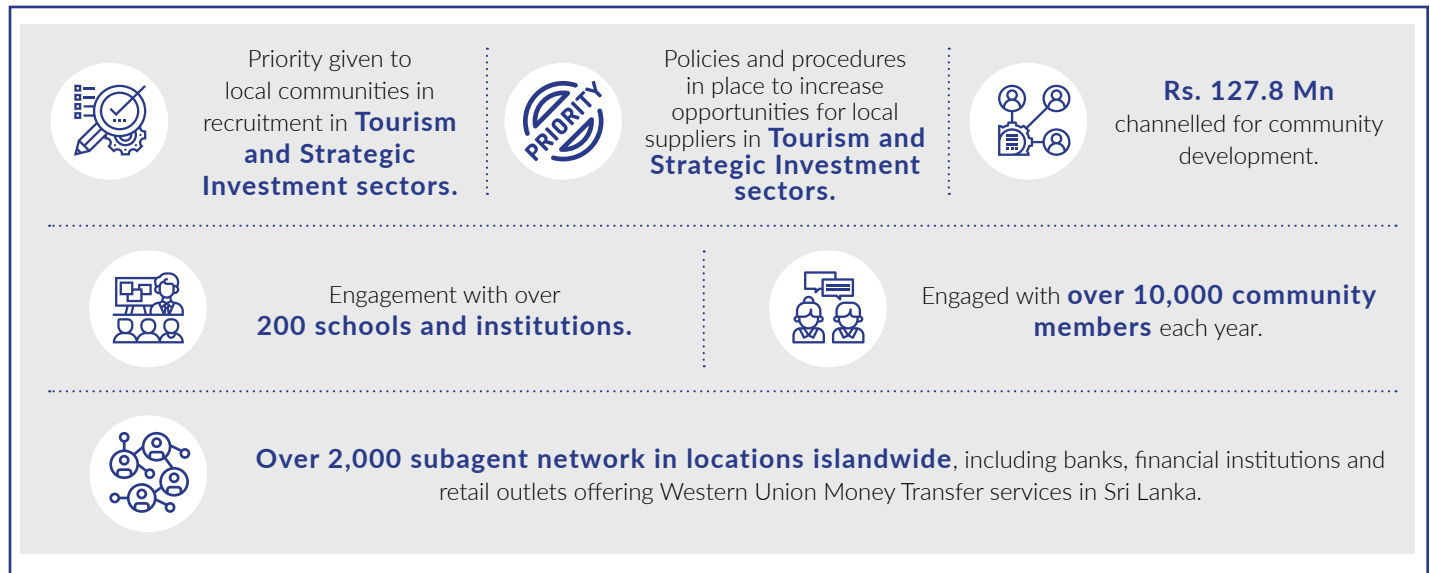 Priority given to
local communities in
recruitment in Tourism
and Strategic
Investment sectors.
PRIORITY
Policies and procedures
in place to increase
opportunities for local
suppliers in Tourism and
Strategic Investment
sectors.
Rs. 127.8 Mn
channelled for community
development.
Engagement with over
200 schools and institutions.
Engaged with over 10,000 community
members each year.
Over 2,000 subagent network in locations islandwide, including banks, financial institutions and
retail outlets offering Western Union Money Transfer services in Sri Lanka.